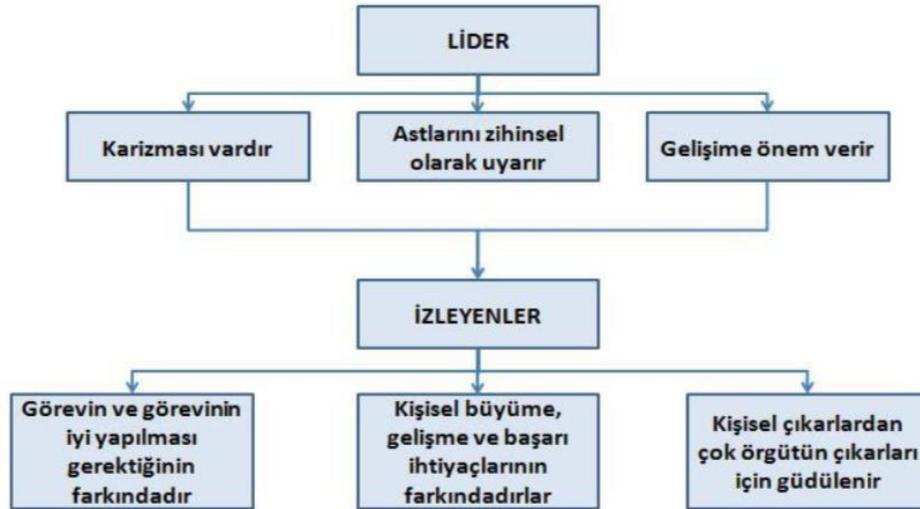 LİDER
Karizması vardır
Astlarını zihinsel
olarak uyarır
Gelişime önem verir
İZLEYENLER
Görevin ve görevinin
iyi yapılması
gerektiğinin
farkındadır
Kişisel büyüme,
gelişme ve başarı
ihtiyaçlarının
farkındadırlar
Kişisel çıkarlardan
çok örgütün çıkarları
için güdülenir